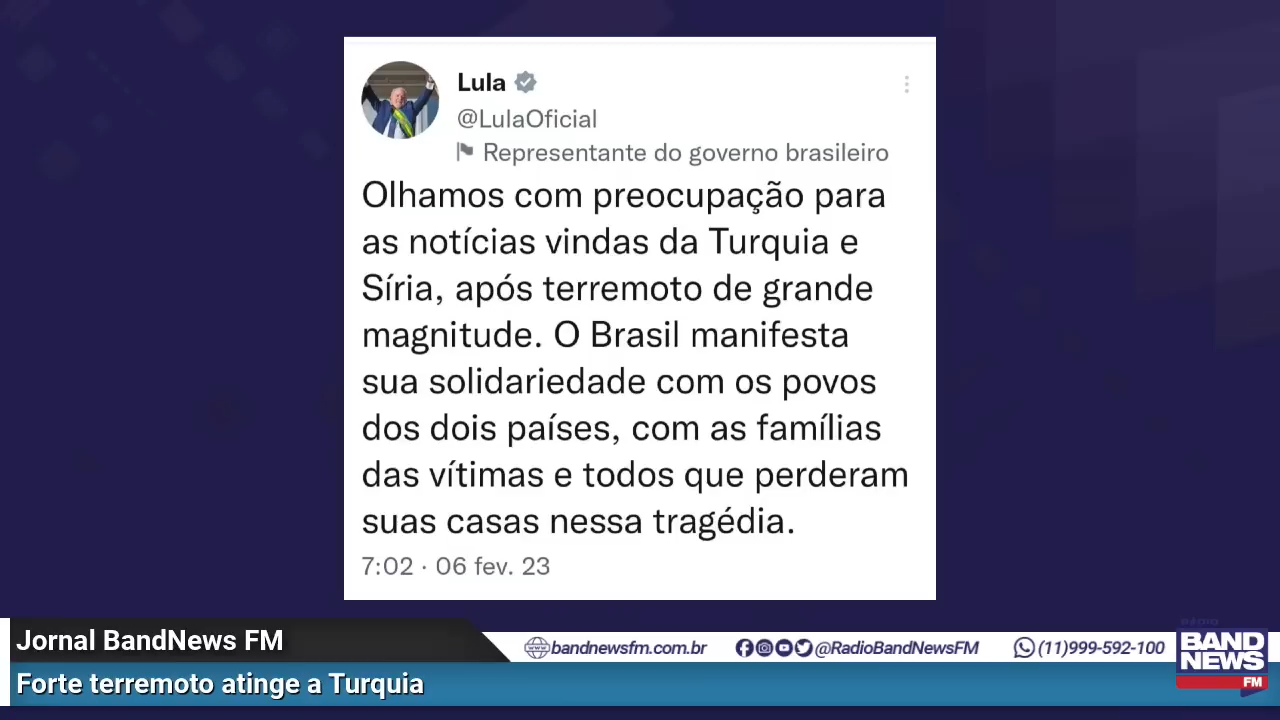 Lula
@LulaOficial
Representante do governo brasileiro
Olhamos com preocupação para
as notícias vindas da Turquia e
Síria, após terremoto de grande
magnitude. O Brasil manifesta
sua solidariedade com os povos
dos dois países, com as famílias
das vítimas e todos que perderam
suas casas nessa tragédia.
7:02 · 06 fev. 23
Jornal BandNews FM
bandnewsfm.com.br
@RadioBandNewsFM
(11)999-592-100
RÁDIO
BAND
NEWS
FM
Forte terremoto atinge a Turquia